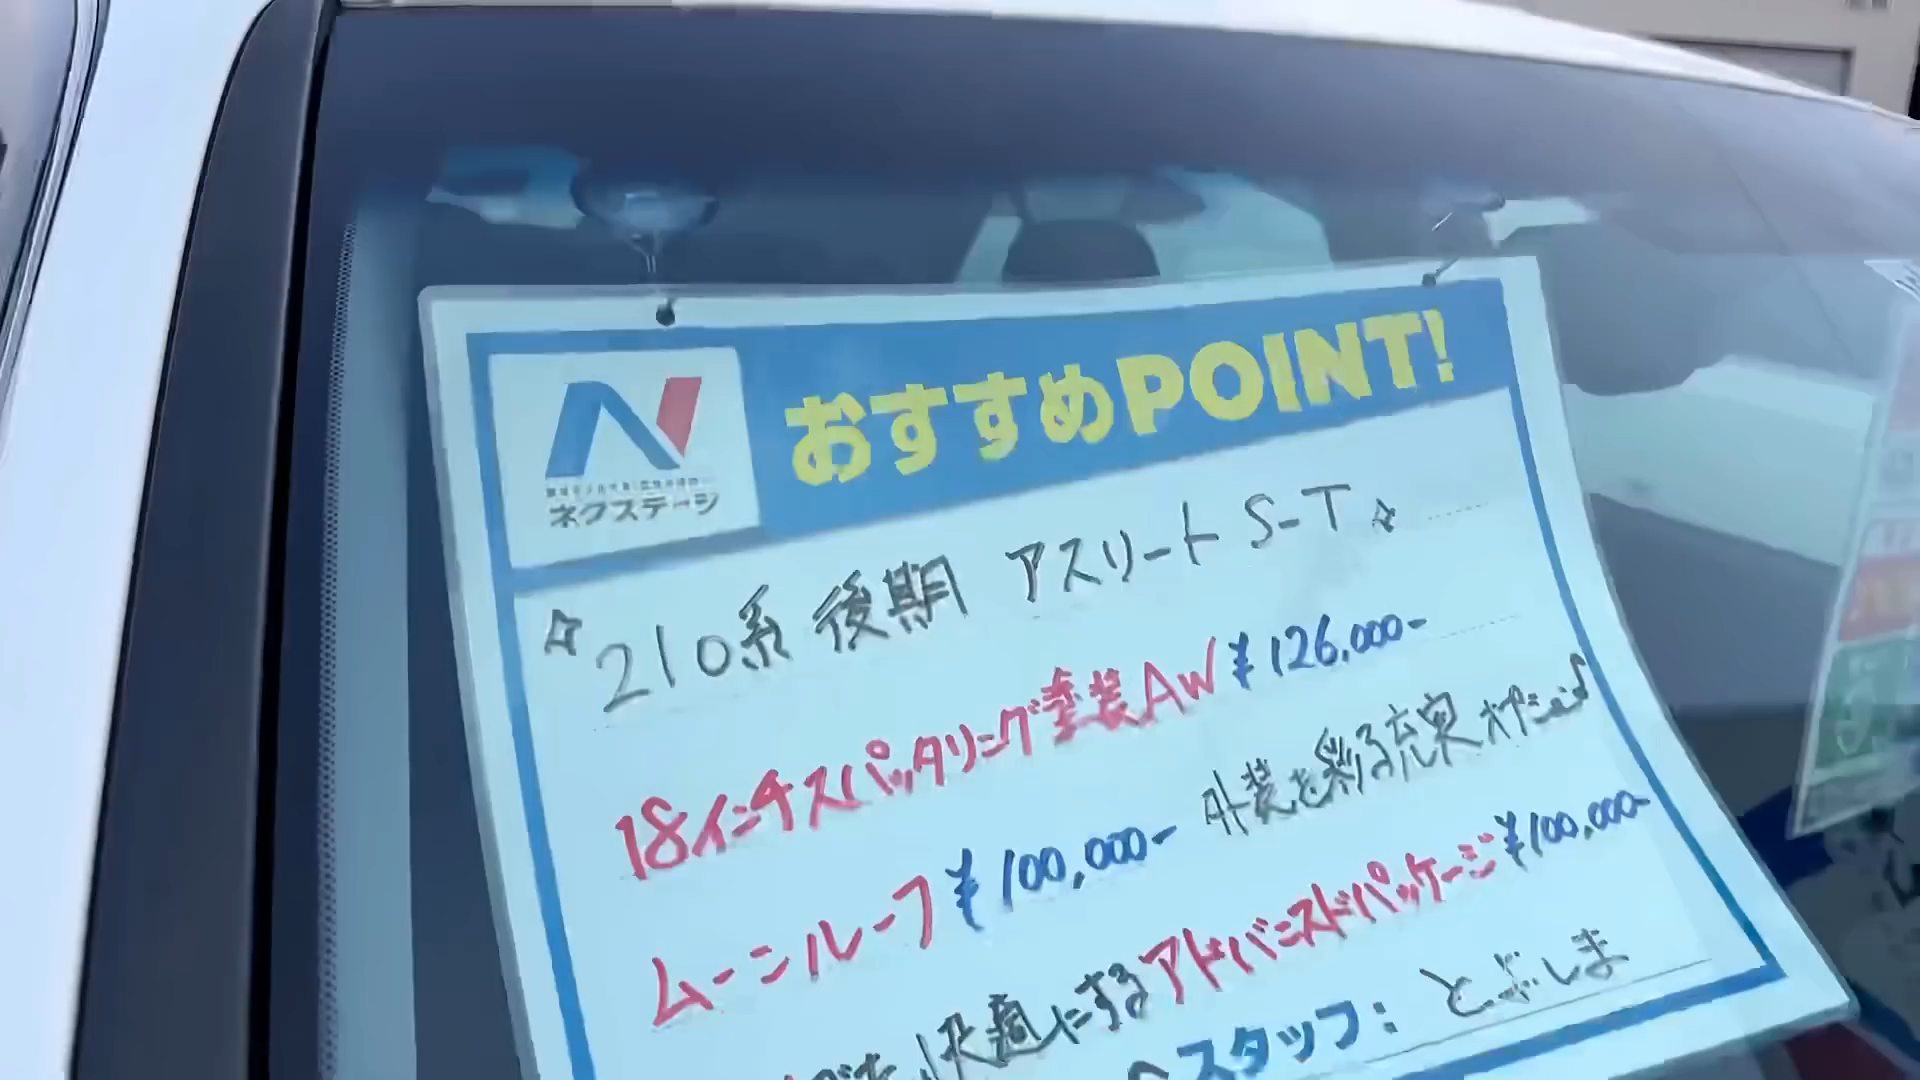 おすすめPOINT!
ネクステージ
☆210系 後期 アスリート S-T☆
18インチスパッタリング塗装AW ¥126,000-
ムーンルーフ ¥100,000- 外装を彩る充実オプション♪
快適にするアドバンスドパッケージ ¥100,000-
スタッフ：とぶしま